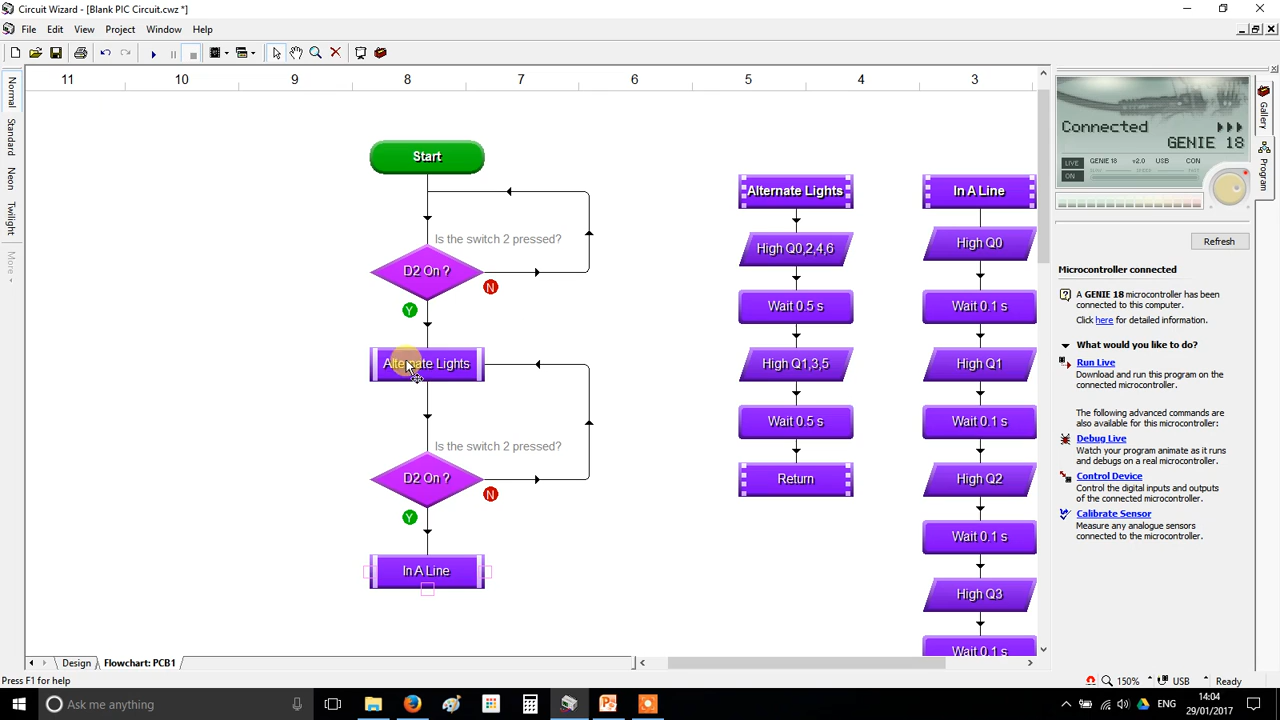 Circuit Wizard - [Blank PIC Circuit.cwz *]
File Edit View Project Window Help
11 10 9 8 7 6 5 4 3
Normal
Standard
Neon
Twilight
More
Start
Is the switch 2 pressed?
D2 On ?
N
Y
Alternate Lights
Is the switch 2 pressed?
D2 On ?
N
Y
In A Line
Alternate Lights
High Q0,2,4,6
Wait 0.5 s
High Q1,3,5
Wait 0.5 s
Return
In A Line
High Q0
Wait 0.1 s
High Q1
Wait 0.1 s
High Q2
Wait 0.1 s
High Q3
Wait 0.1 s
Connected
GENIE 18
LIVE GENIE 18 v2.0 USB CON
ON
Gallery
Program
Refresh
Microcontroller connected
A GENIE 18 microcontroller has been
connected to this computer.
Click here for detailed information.
What would you like to do?
Run Live
Download and run this program on the
connected microcontroller.
The following advanced commands are
also available for this microcontroller:
Debug Live
Watch your program animate as it runs
and debugs on a real microcontroller.
Control Device
Control the digital inputs and outputs
of the connected microcontroller.
Calibrate Sensor
Measure any analogue sensors
connected to the microcontroller.
Design Flowchart: PCB1
Press F1 for help
150% USB Ready
Ask me anything
ENG
14:04
29/01/2017